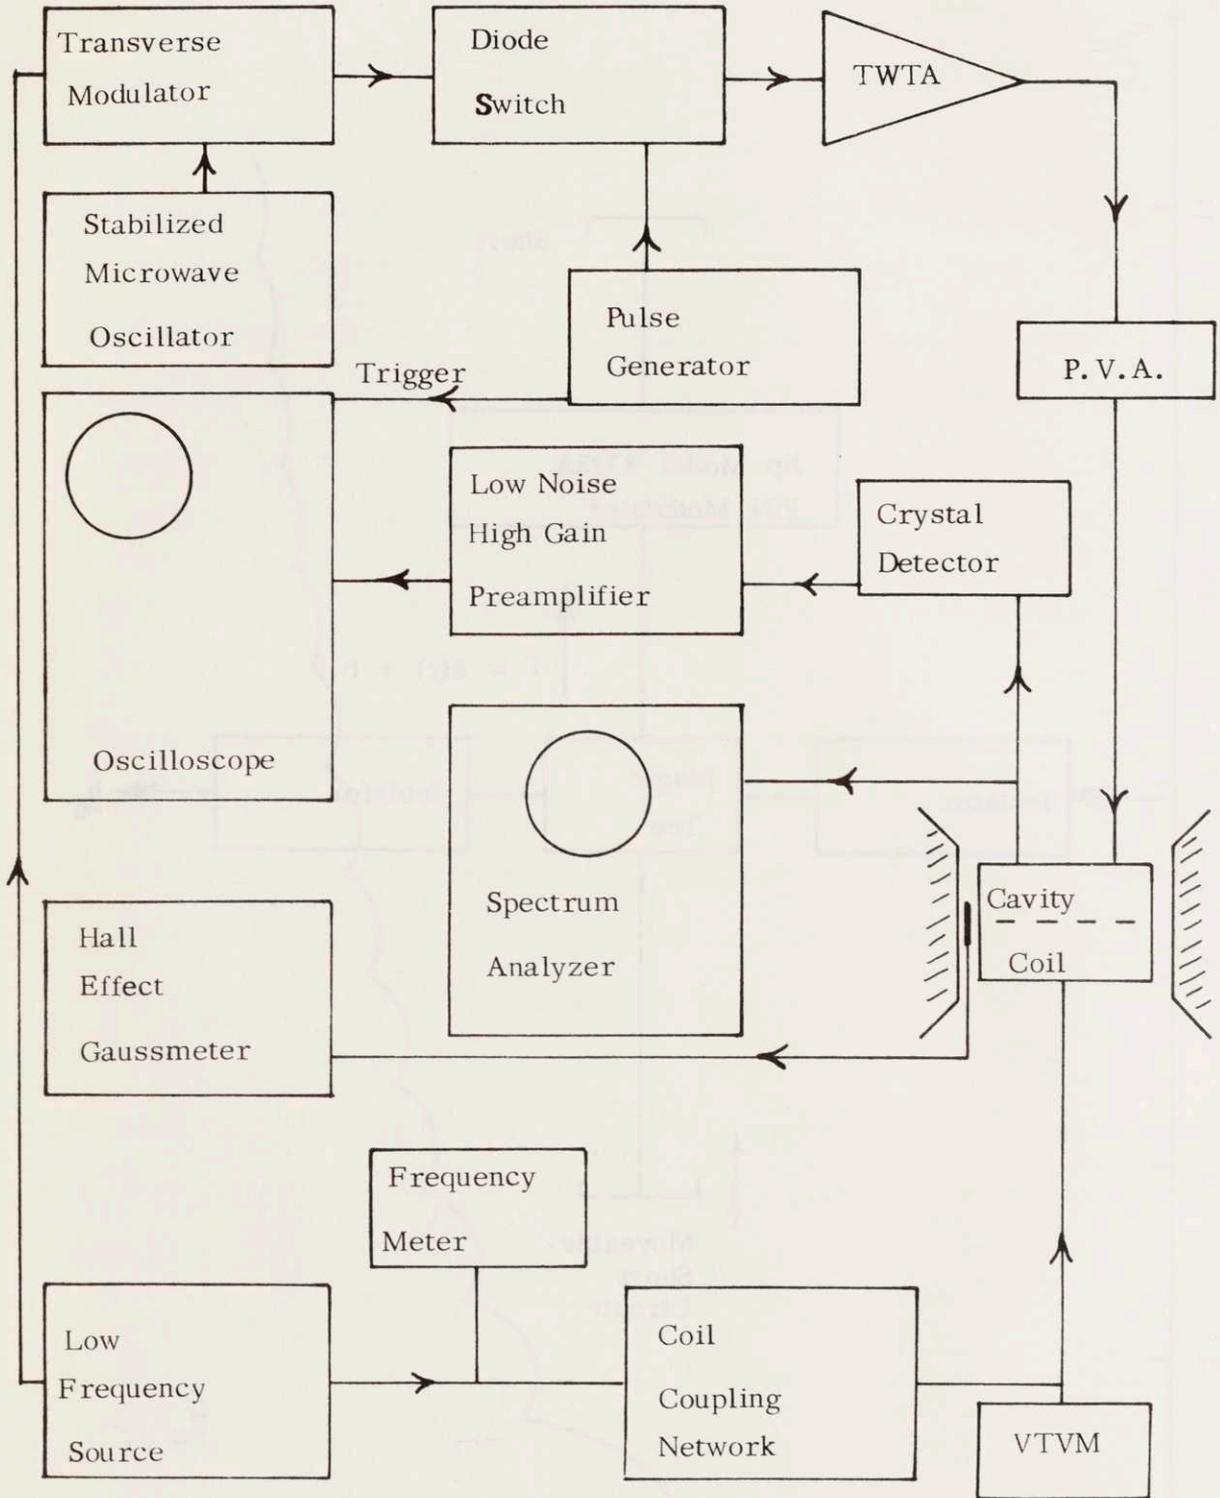 Transverse
Modulator
Diode
Switch
TWTA
Stabilized
Microwave
Oscillator
Pulse
Generator
P.V.A.
Trigger
Low Noise
High Gain
Preamplifier
Crystal
Detector
Oscilloscope
Spectrum
Analyzer
Cavity
Coil
Hall
Effect
Gaussmeter
Frequency
Meter
Low
Frequency
Source
Coil
Coupling
Network
VTVM